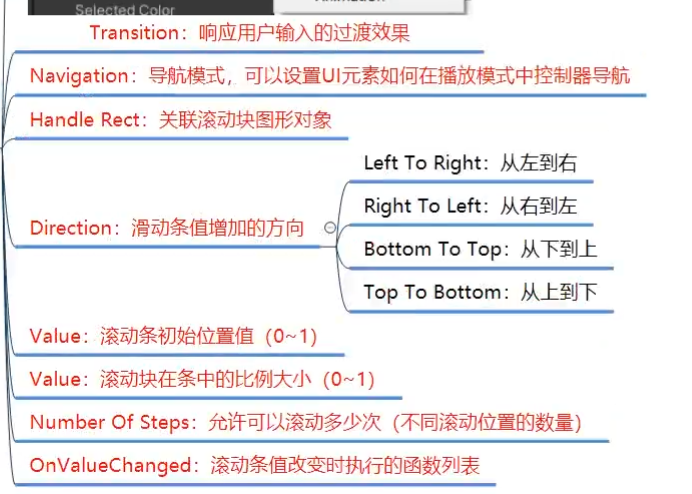 Selected Color
Transition：响应用户输入的过渡效果
Navigation：导航模式，可以设置UI元素如何在播放模式中控制器导航
Handle Rect：关联滚动块图形对象
Left To Right：从左到右
Right To Left：从右到左
Direction：滑动条值增加的方向
Bottom To Top：从下到上
Top To Bottom：从上到下
Value：滚动条初始位置值（0~1）
Value：滚动块在条中的比例大小（0~1）
Number Of Steps：允许可以滚动多少次（不同滚动位置的数量）
OnValueChanged：滚动条值改变时执行的函数列表